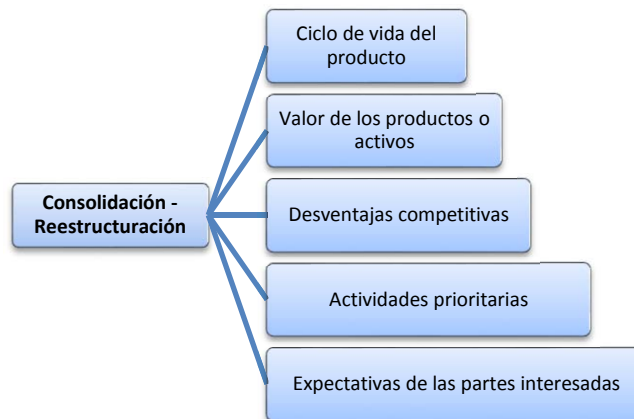 Ciclo de vida del
producto
Valor de los productos o
activos
Consolidación -
Reestructuración
Desventajas competitivas
Actividades prioritarias
Expectativas de las partes interesadas